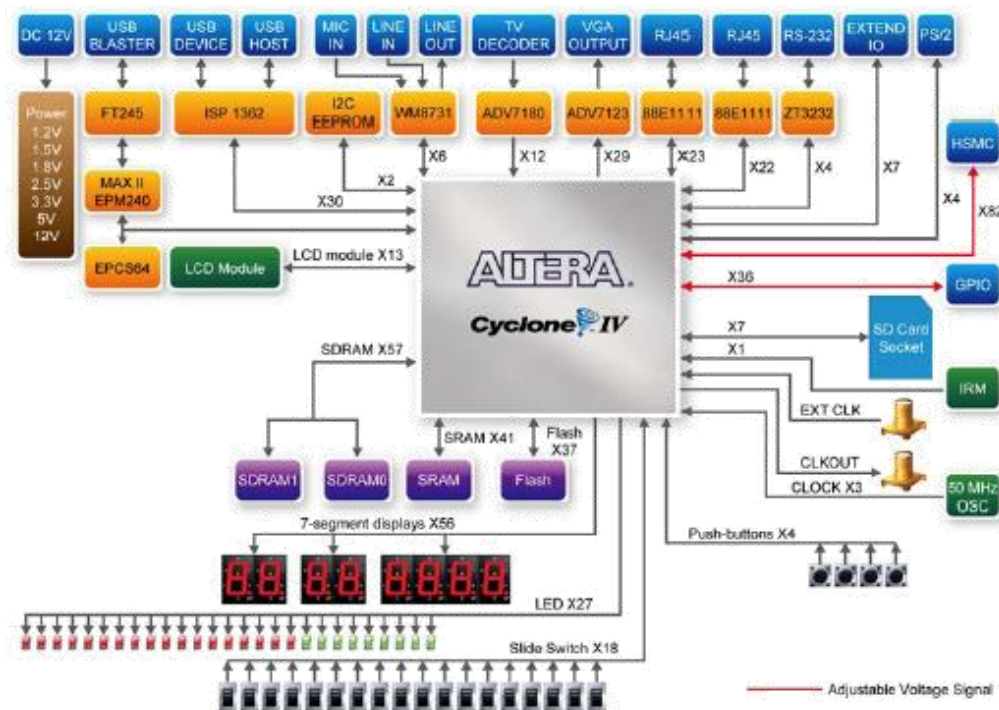 DC 12V
USB
BLASTER
USB
DEVICE
USB
HOST
MIC
IN
LINE
IN
LINE
OUT
TV
DECODER
VGA
OUTPUT
RJ45
RJ45
RS-232
EXTEND
IO
PS/2
Power
1.2V
1.5V
1.8V
2.5V
3.3V
5V
12V
FT245
ISP 1362
I2C
EEPROM
WM8731
ADV7180
ADV7123
88E1111
88E1111
ZT3232
HSMC
X6
X12
X29
X23
X22
X4
X7
X4
X82
X2
X30
MAX II
EPM240
EPCS64
LCD Module
LCD module X13
ALTERA.
Cyclone IV
X36
GPIO
X7
SD Card
Socket
X1
IRM
EXT CLK
CLKOUT
CLOCK X3
50 MHz
OSC
SDRAM X57
SRAM X41
Flash
X37
SDRAM1
SDRAM0
SRAM
Flash
7-segment displays X56
Push-buttons X4
LED X27
Slide Switch X18
Adjustable Voltage Signal